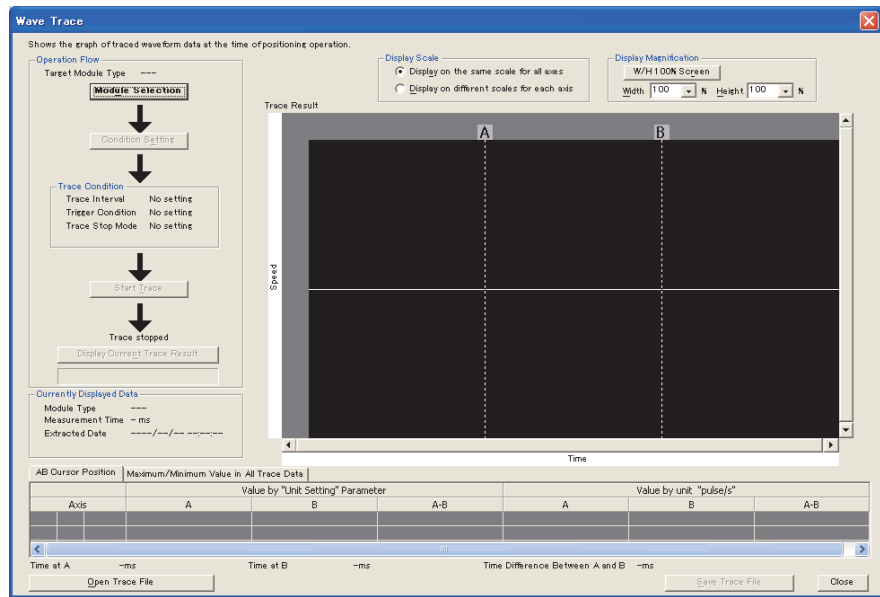 Wave Trace
Shows the graph of traced waveform data at the time of positioning operation.
Operation Flow
Target Module Type ---
Module Selection
Condition Setting
Trace Condition
Trace Interval No setting
Trigger Condition No setting
Trace Stop Mode No setting
Start Trace
Trace stopped
Display Current Trace Result
Currently Displayed Data
Module Type ---
Measurement Time - ms
Extracted Date ----/--/-- --:--:--
Display Scale
Display on the same scale for all axes
Display on different scales for each axis
Display Magnification
W/H 100% Screen
Width 100 % Height 100 %
Trace Result
A B
Speed
Time
AB Cursor Position Maximum/Minimum Value in All Trace Data
Value by "Unit Setting" Parameter Value by unit "pulse/s"
Axis A B A-B A B A-B
Time at A -ms Time at B -ms Time Difference Between A and B -ms
Open Trace File Save Trace File Close